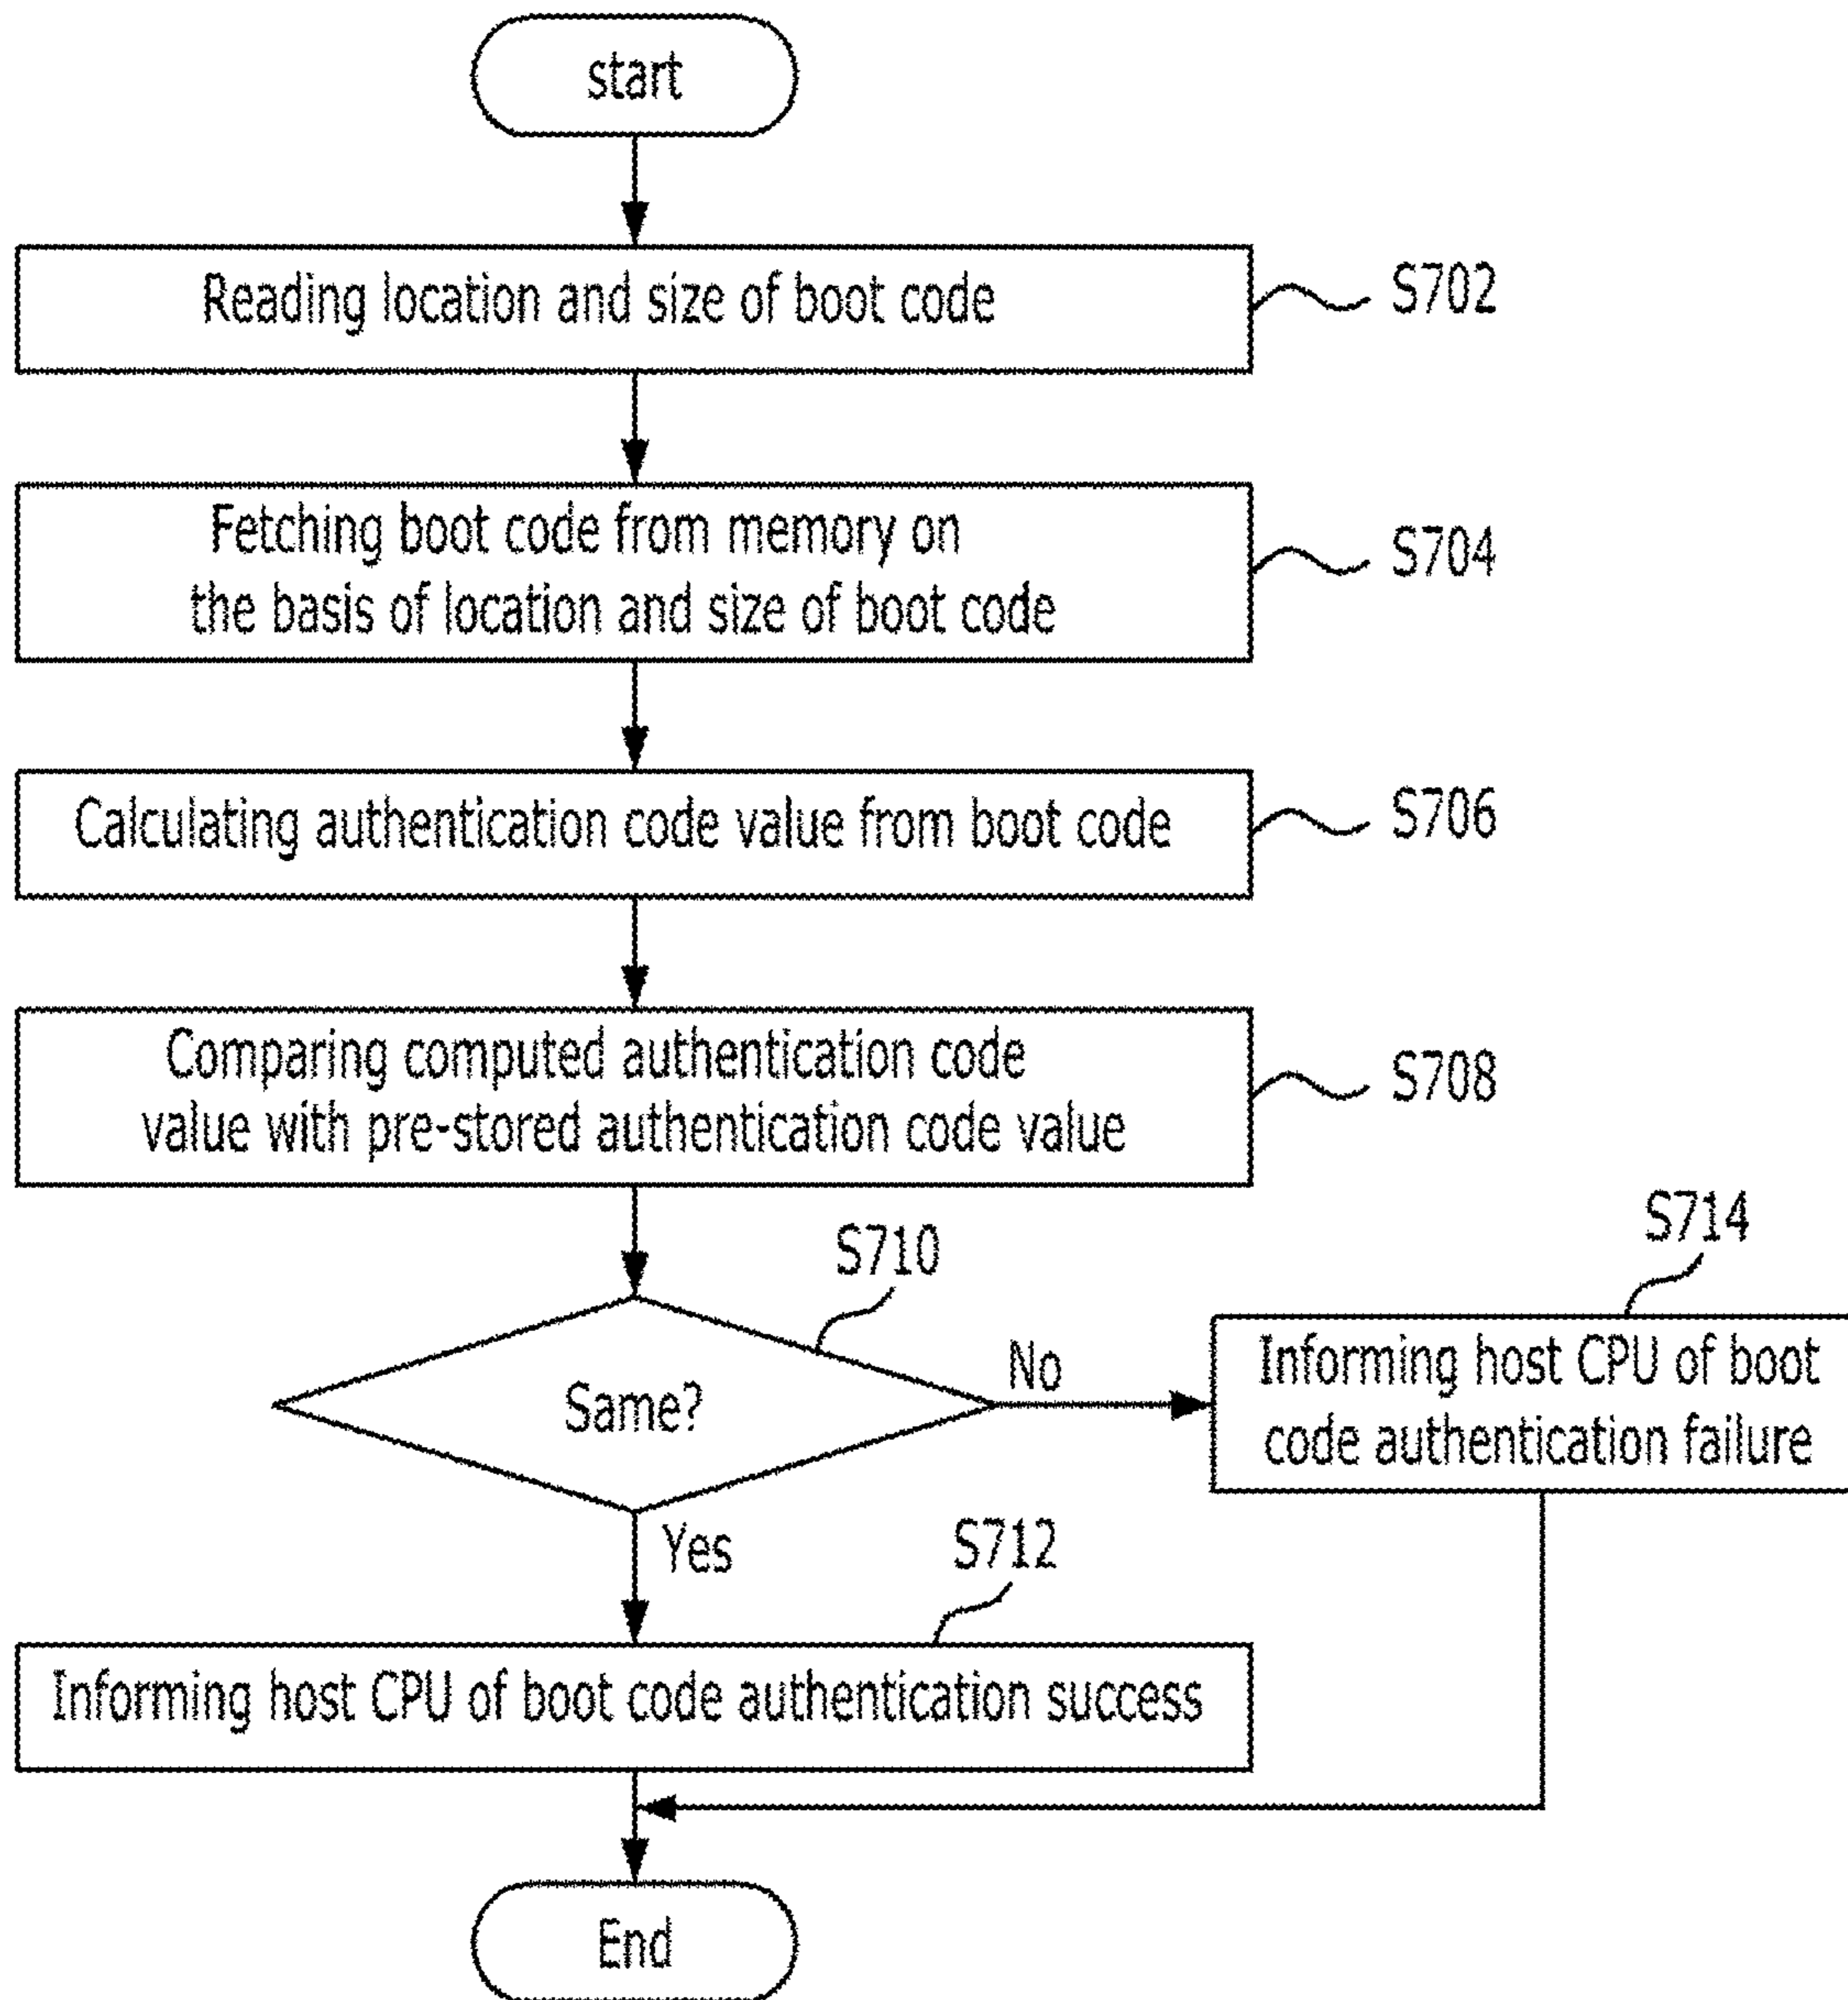 start
Reading location and size of boot code
S702
Fetching boot code from memory on
the basis of location and size of boot code
S704
Calculating authentication code value from boot code
S706
Comparing computed authentication code
value with pre-stored authentication code value
S708
S710
Same?
No
S714
Informing host CPU of boot
code authentication failure
Yes
S712
Informing host CPU of boot code authentication success
End